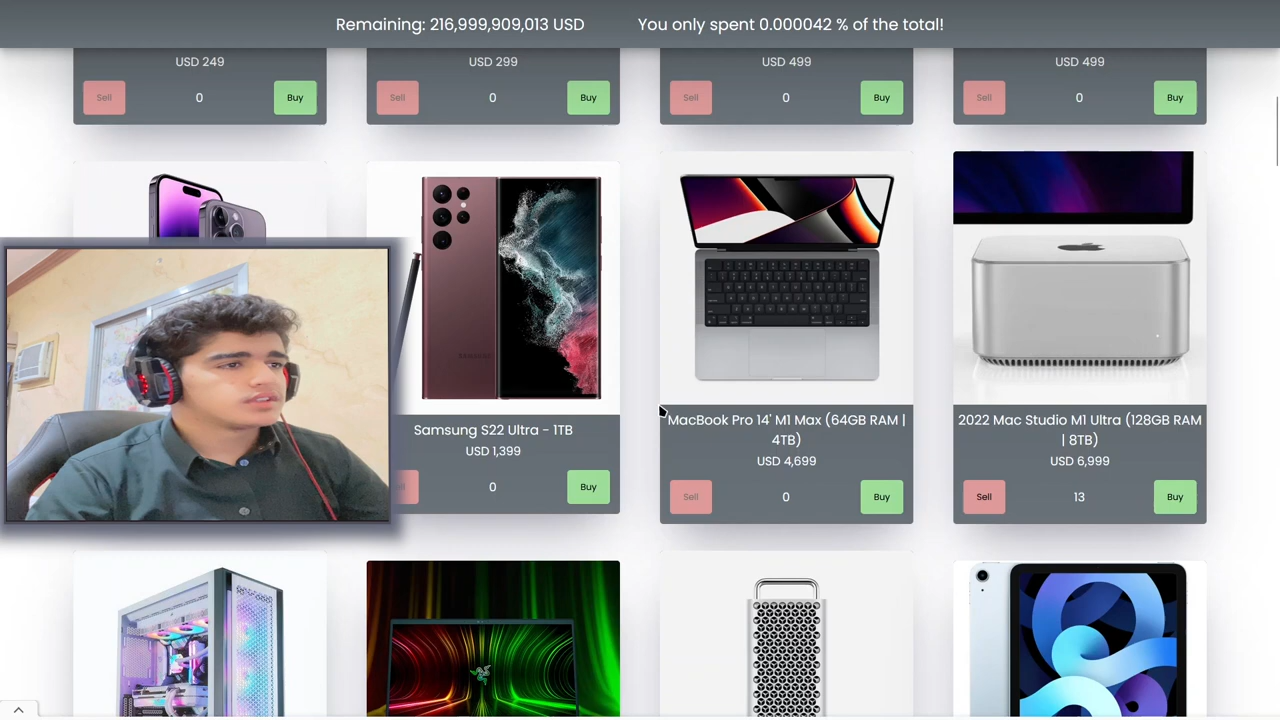 Remaining: 216,999,909,013 USD
You only spent 0.000042 % of the total!
USD 249
USD 299
USD 499
USD 499
Sell
0
Buy
Sell
0
Buy
Sell
0
Buy
Sell
0
Buy
Samsung S22 Ultra - 1TB
USD 1,399
0
Buy
MacBook Pro 14' M1 Max (64GB RAM |
4TB)
USD 4,699
Sell
0
Buy
2022 Mac Studio M1 Ultra (128GB RAM
| 8TB)
USD 6,999
Sell
13
Buy